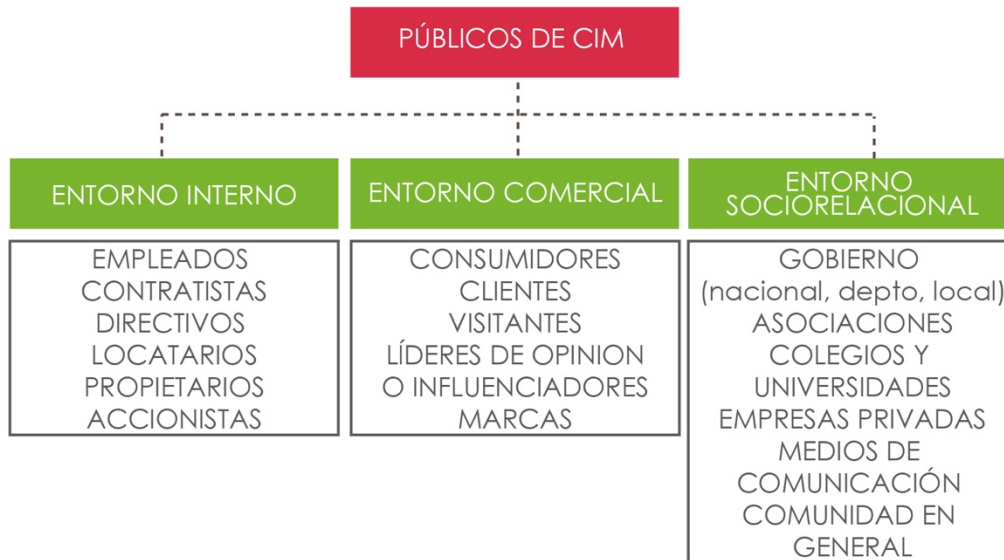 PÚBLICOS DE CIM
ENTORNO INTERNO
EMPLEADOS
CONTRATISTAS
DIRECTIVOS
LOCATARIOS
PROPIETARIOS
ACCIONISTAS
ENTORNO COMERCIAL
CONSUMIDORES
CLIENTES
VISITANTES
LÍDERES DE OPINION
O INFLUENCIADORES
MARCAS
ENTORNO
SOCIORELACIONAL
GOBIERNO
(nacional, depto, local)
ASOCIACIONES
COLEGIOS Y
UNIVERSIDADES
EMPRESAS PRIVADAS
MEDIOS DE
COMUNICACIÓN
COMUNIDAD EN
GENERAL